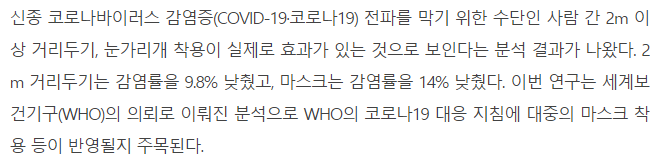 신종 코로나바이러스 감염증(COVID-19·코로나19) 전파를 막기 위한 수단인 사람 간 2m 이
상 거리두기, 눈가리개 착용이 실제로 효과가 있는 것으로 보인다는 분석 결과가 나왔다. 2
m 거리두기는 감염률을 9.8% 낮췄고, 마스크는 감염률을 14% 낮췄다. 이번 연구는 세계보
건기구(WHO)의 의뢰로 이뤄진 분석으로 WHO의 코로나19 대응 지침에 대중의 마스크 착
용 등이 반영될지 주목된다.